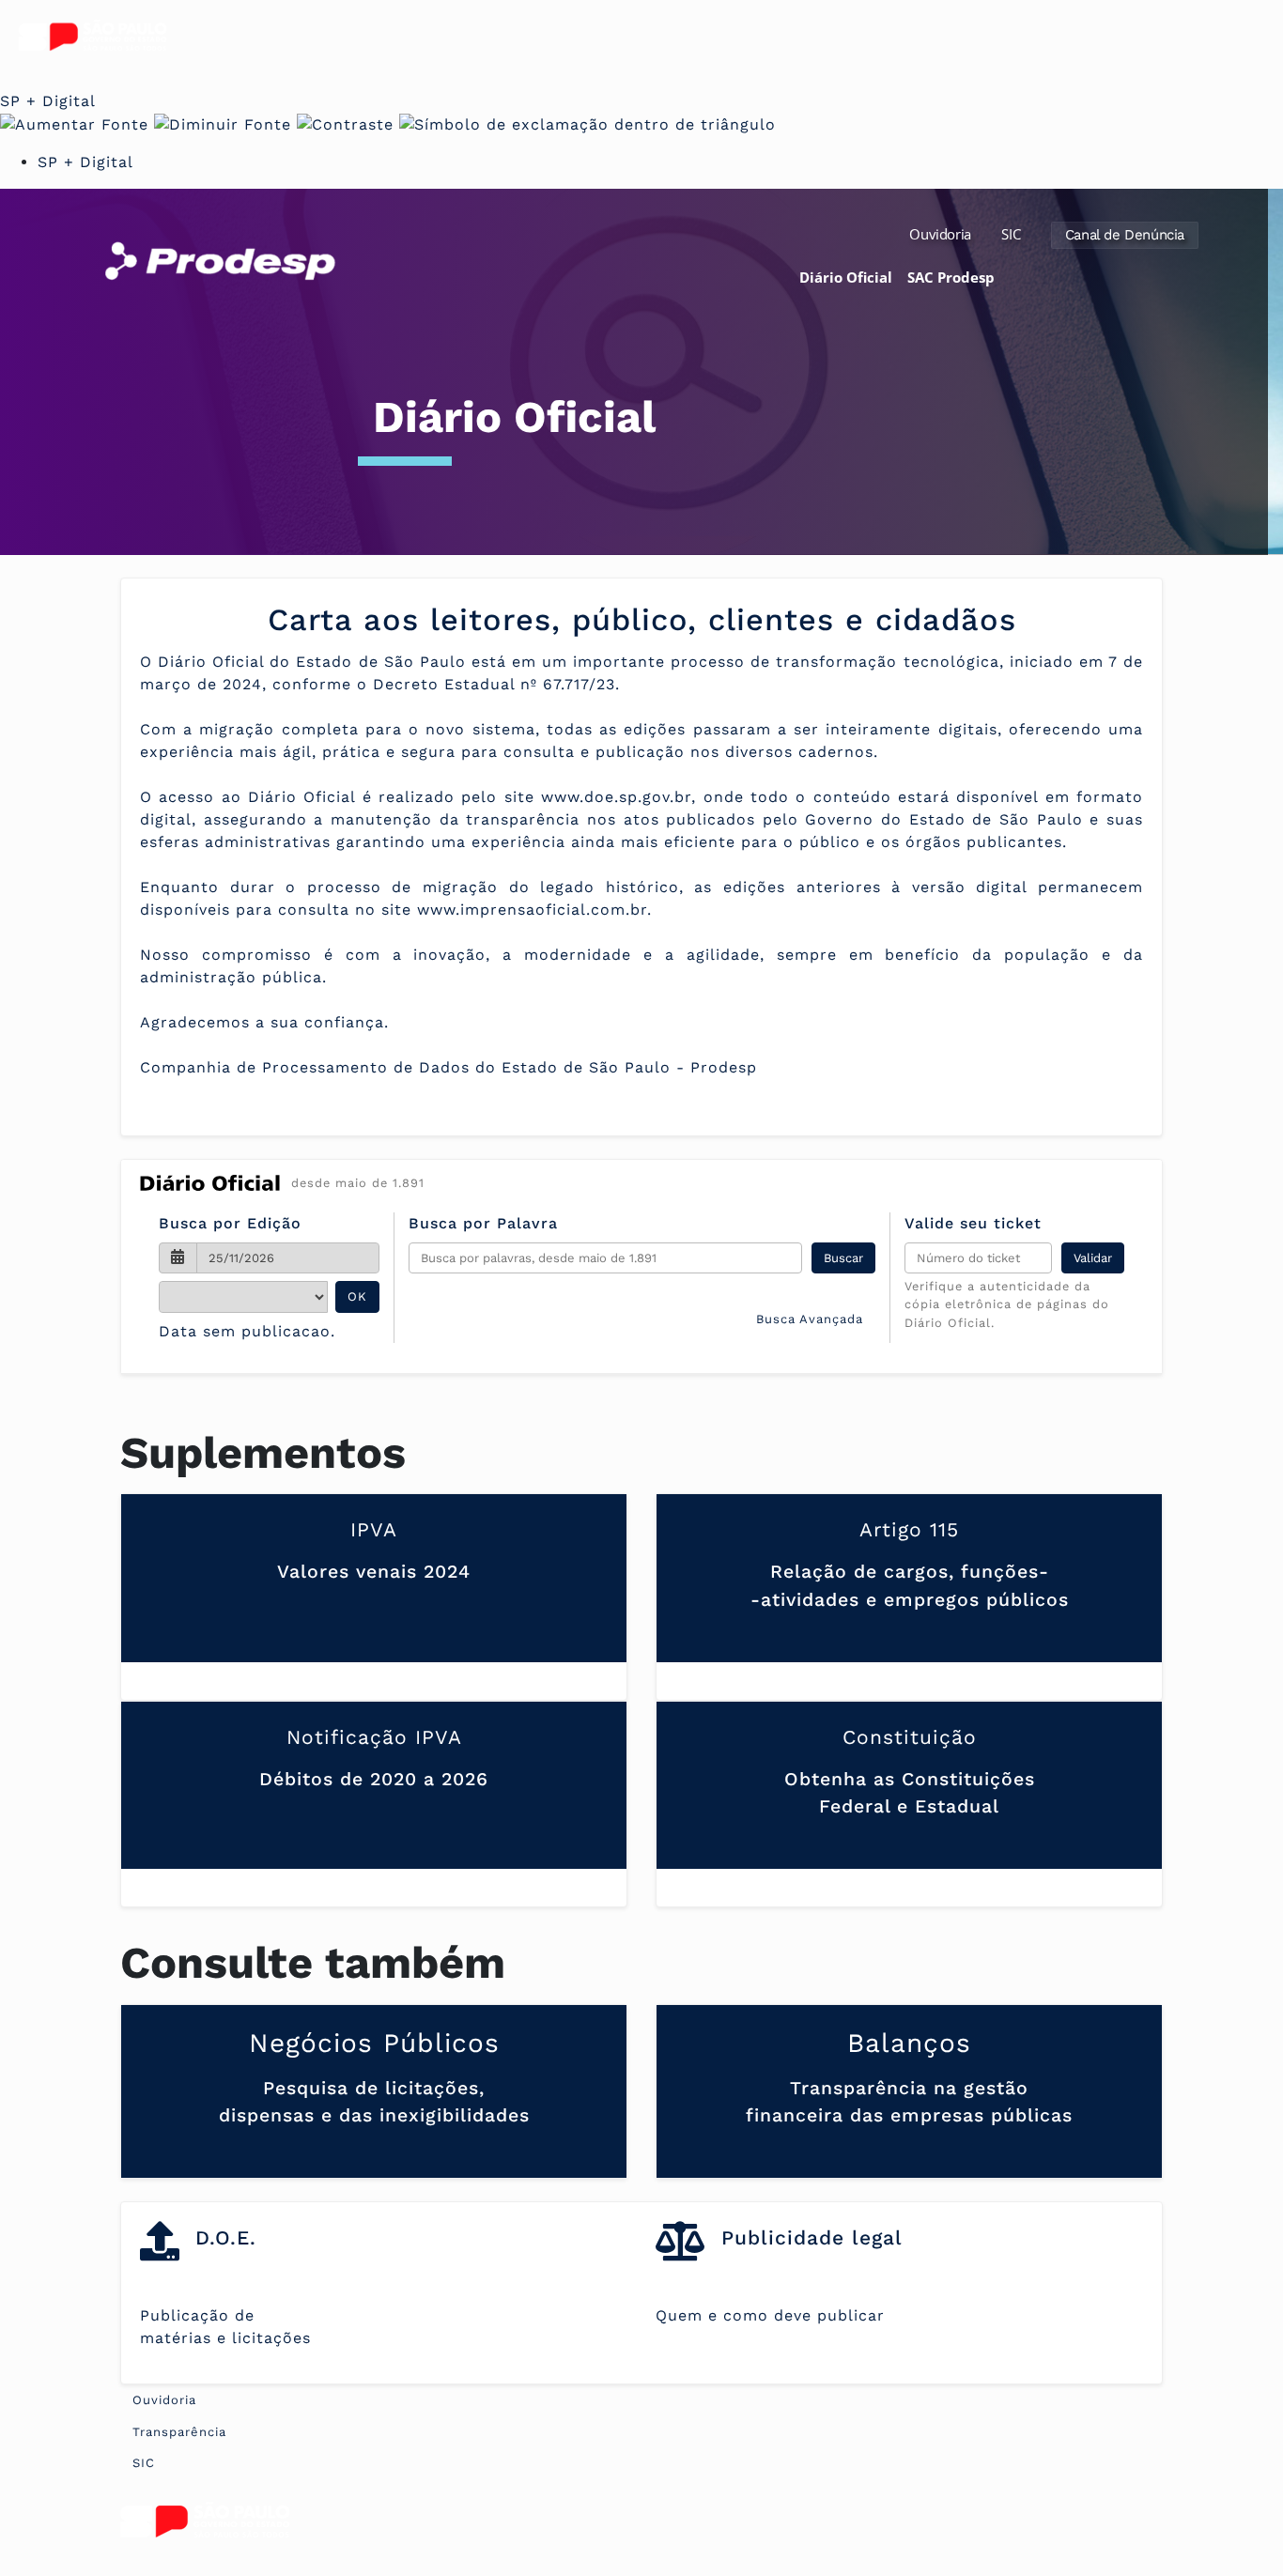 SP + Digital
Aumentar Fonte Diminuir Fonte Contraste Símbolo de exclamação dentro de triângulo
• SP + Digital
Prodesp
Ouvidoria SIC Canal de Denúncia
Diário Oficial SAC Prodesp
Diário Oficial
Carta aos leitores, público, clientes e cidadãos
O Diário Oficial do Estado de São Paulo está em um importante processo de transformação tecnológica, iniciado em 7 de
março de 2024, conforme o Decreto Estadual nº 67.717/23.
Com a migração completa para o novo sistema, todas as edições passaram a ser inteiramente digitais, oferecendo uma
experiência mais ágil, prática e segura para consulta e publicação nos diversos cadernos.
O acesso ao Diário Oficial é realizado pelo site www.doe.sp.gov.br, onde todo o conteúdo estará disponível em formato
digital, assegurando a manutenção da transparência nos atos publicados pelo Governo do Estado de São Paulo e suas
esferas administrativas garantindo uma experiência ainda mais eficiente para o público e os órgãos publicantes.
Enquanto durar o processo de migração do legado histórico, as edições anteriores à versão digital permanecem
disponíveis para consulta no site www.imprensaoficial.com.br.
Nosso compromisso é com a inovação, a modernidade e a agilidade, sempre em benefício da população e da
administração pública.
Agradecemos a sua confiança.
Companhia de Processamento de Dados do Estado de São Paulo - Prodesp
Diário Oficial desde maio de 1.891
Busca por Edição
25/11/2026
OK
Data sem publicacao.
Busca por Palavra
Busca por palavras, desde maio de 1.891 Buscar
Busca Avançada
Valide seu ticket
Número do ticket Validar
Verifique a autenticidade da
cópia eletrônica de páginas do
Diário Oficial.
Suplementos
IPVA
Valores venais 2024
Artigo 115
Relação de cargos, funções-
-atividades e empregos públicos
Notificação IPVA
Débitos de 2020 a 2026
Constituição
Obtenha as Constituições
Federal e Estadual
Consulte também
Negócios Públicos
Pesquisa de licitações,
dispensas e das inexigibilidades
Balanços
Transparência na gestão
financeira das empresas públicas
D.O.E.
Publicação de
matérias e licitações
Publicidade legal
Quem e como deve publicar
Ouvidoria
Transparência
SIC